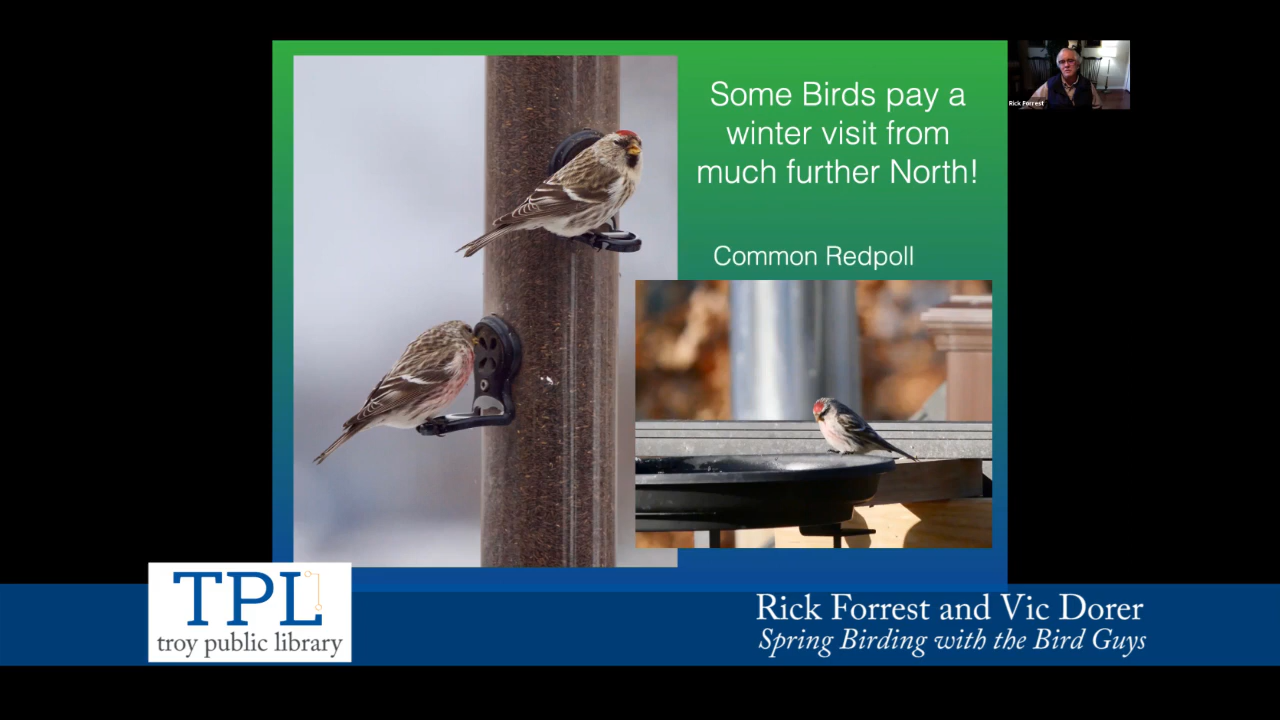 Some Birds pay a
winter visit from
much further North!
Rick Forrest
Common Redpoll
TPL
troy public library
Rick Forrest and Vic Dorer
Spring Birding with the Bird Guys